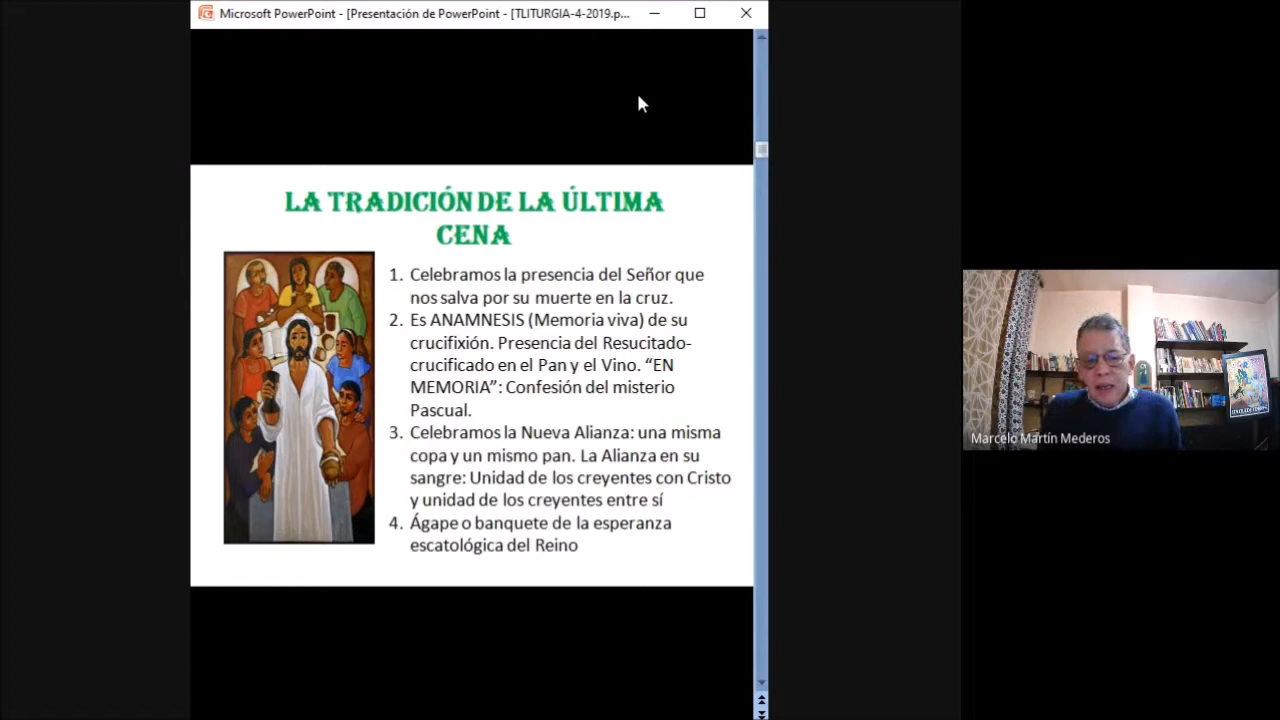 Microsoft PowerPoint - [Presentación de PowerPoint - [TLITURGIA-4-2019.p...
LA TRADICIÓN DE LA ÚLTIMA
CENA
1. Celebramos la presencia del Señor que
nos salva por su muerte en la cruz.
2. Es ANAMNESIS (Memoria viva) de su
crucifixión. Presencia del Resucitado-
crucificado en el Pan y el Vino. “EN
MEMORIA”: Confesión del misterio
Pascual.
3. Celebramos la Nueva Alianza: una misma
copa y un mismo pan. La Alianza en su
sangre: Unidad de los creyentes con Cristo
y unidad de los creyentes entre sí
4. Ágape o banquete de la esperanza
escatológica del Reino
Marcelo Martín Mederos